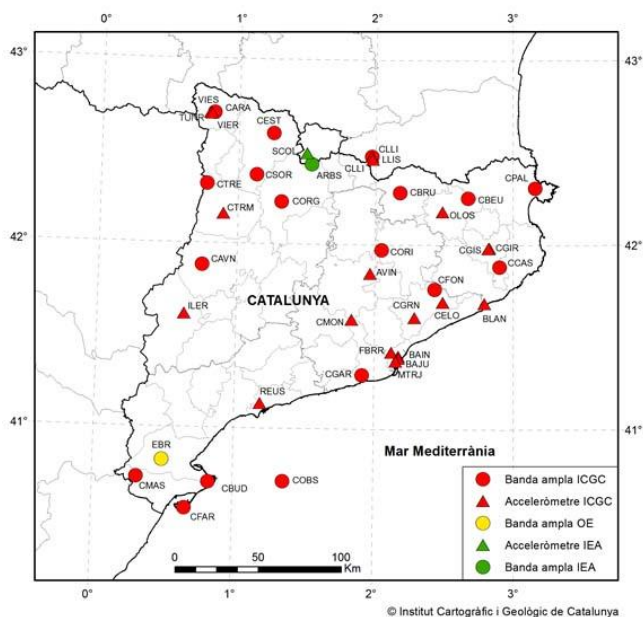 0° 1° 2° 3°
43° 43°
VIES
CARA
VIER
CEST
SCOL
ARBS
CLLI
LLIS
CLLI
CTRE
CSOR
CORG
CBRU
CBEU
CPAL
CTRM
OLOS
42° 42°
CAVN
CORI
CGIS
CGIR
CCAS
AVIN
CFON
ILER
CATALUNYA
CMON
CGRN
CELO
BLAN
FBRR
BAIN
BAJU
MTRJ
CGAR
REUS
41° 41°
EBR
Mar Mediterrània
CMAS
CBUD
COBS
CFAR
Banda ampla ICGC
Acceleròmetre ICGC
Banda ampla OE
Acceleròmetre IEA
Banda ampla IEA
0 50 100
Km
0° 1° 2° 3°
© Institut Cartogràfic i Geològic de Catalunya